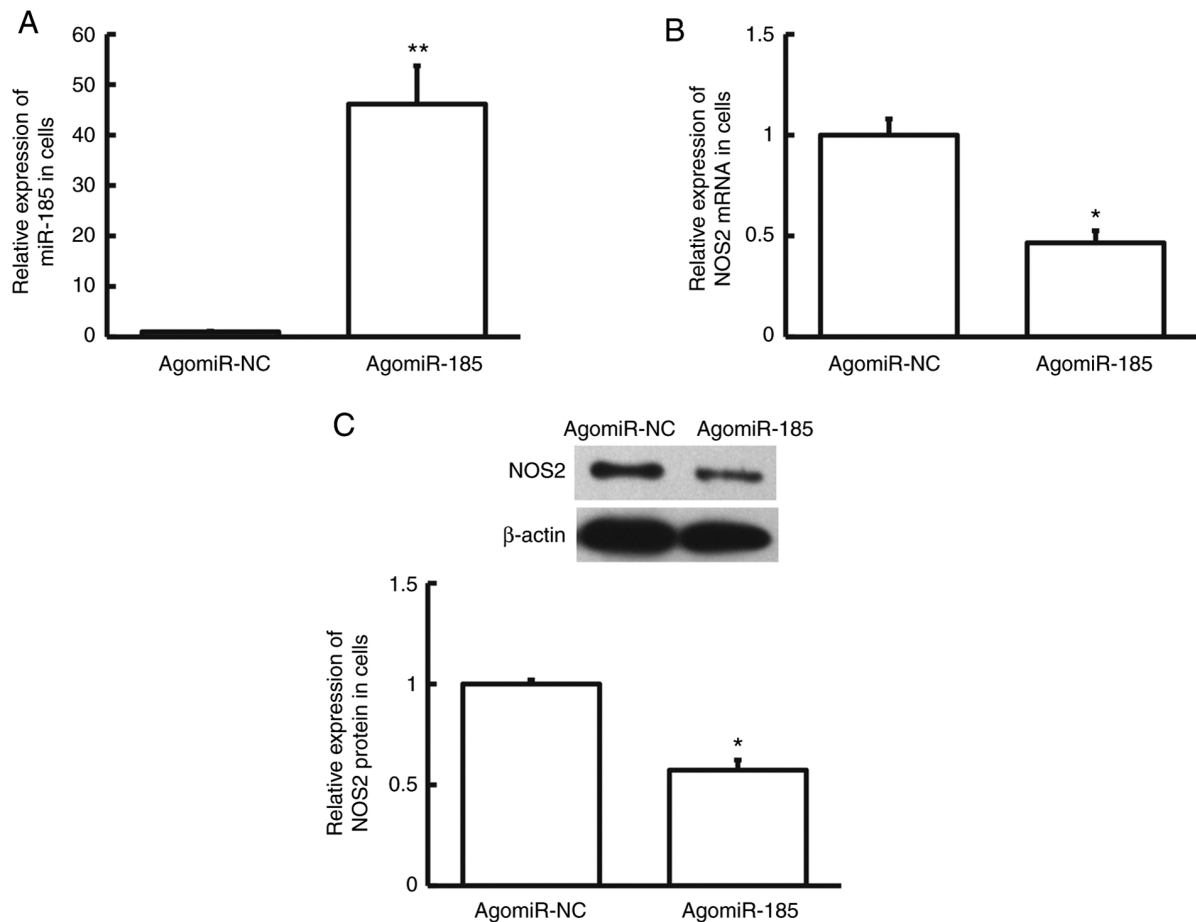 A
Relative expression of
miR-185 in cells
60
50
40
30
20
10
0
**
AgomiR-NC
AgomiR-185
B
Relative expression of
NOS2 mRNA in cells
1.5
1
0.5
0
*
AgomiR-NC
AgomiR-185
C
AgomiR-NC
AgomiR-185
NOS2
β-actin
Relative expression of
NOS2 protein in cells
1.5
1
0.5
0
*
AgomiR-NC
AgomiR-185